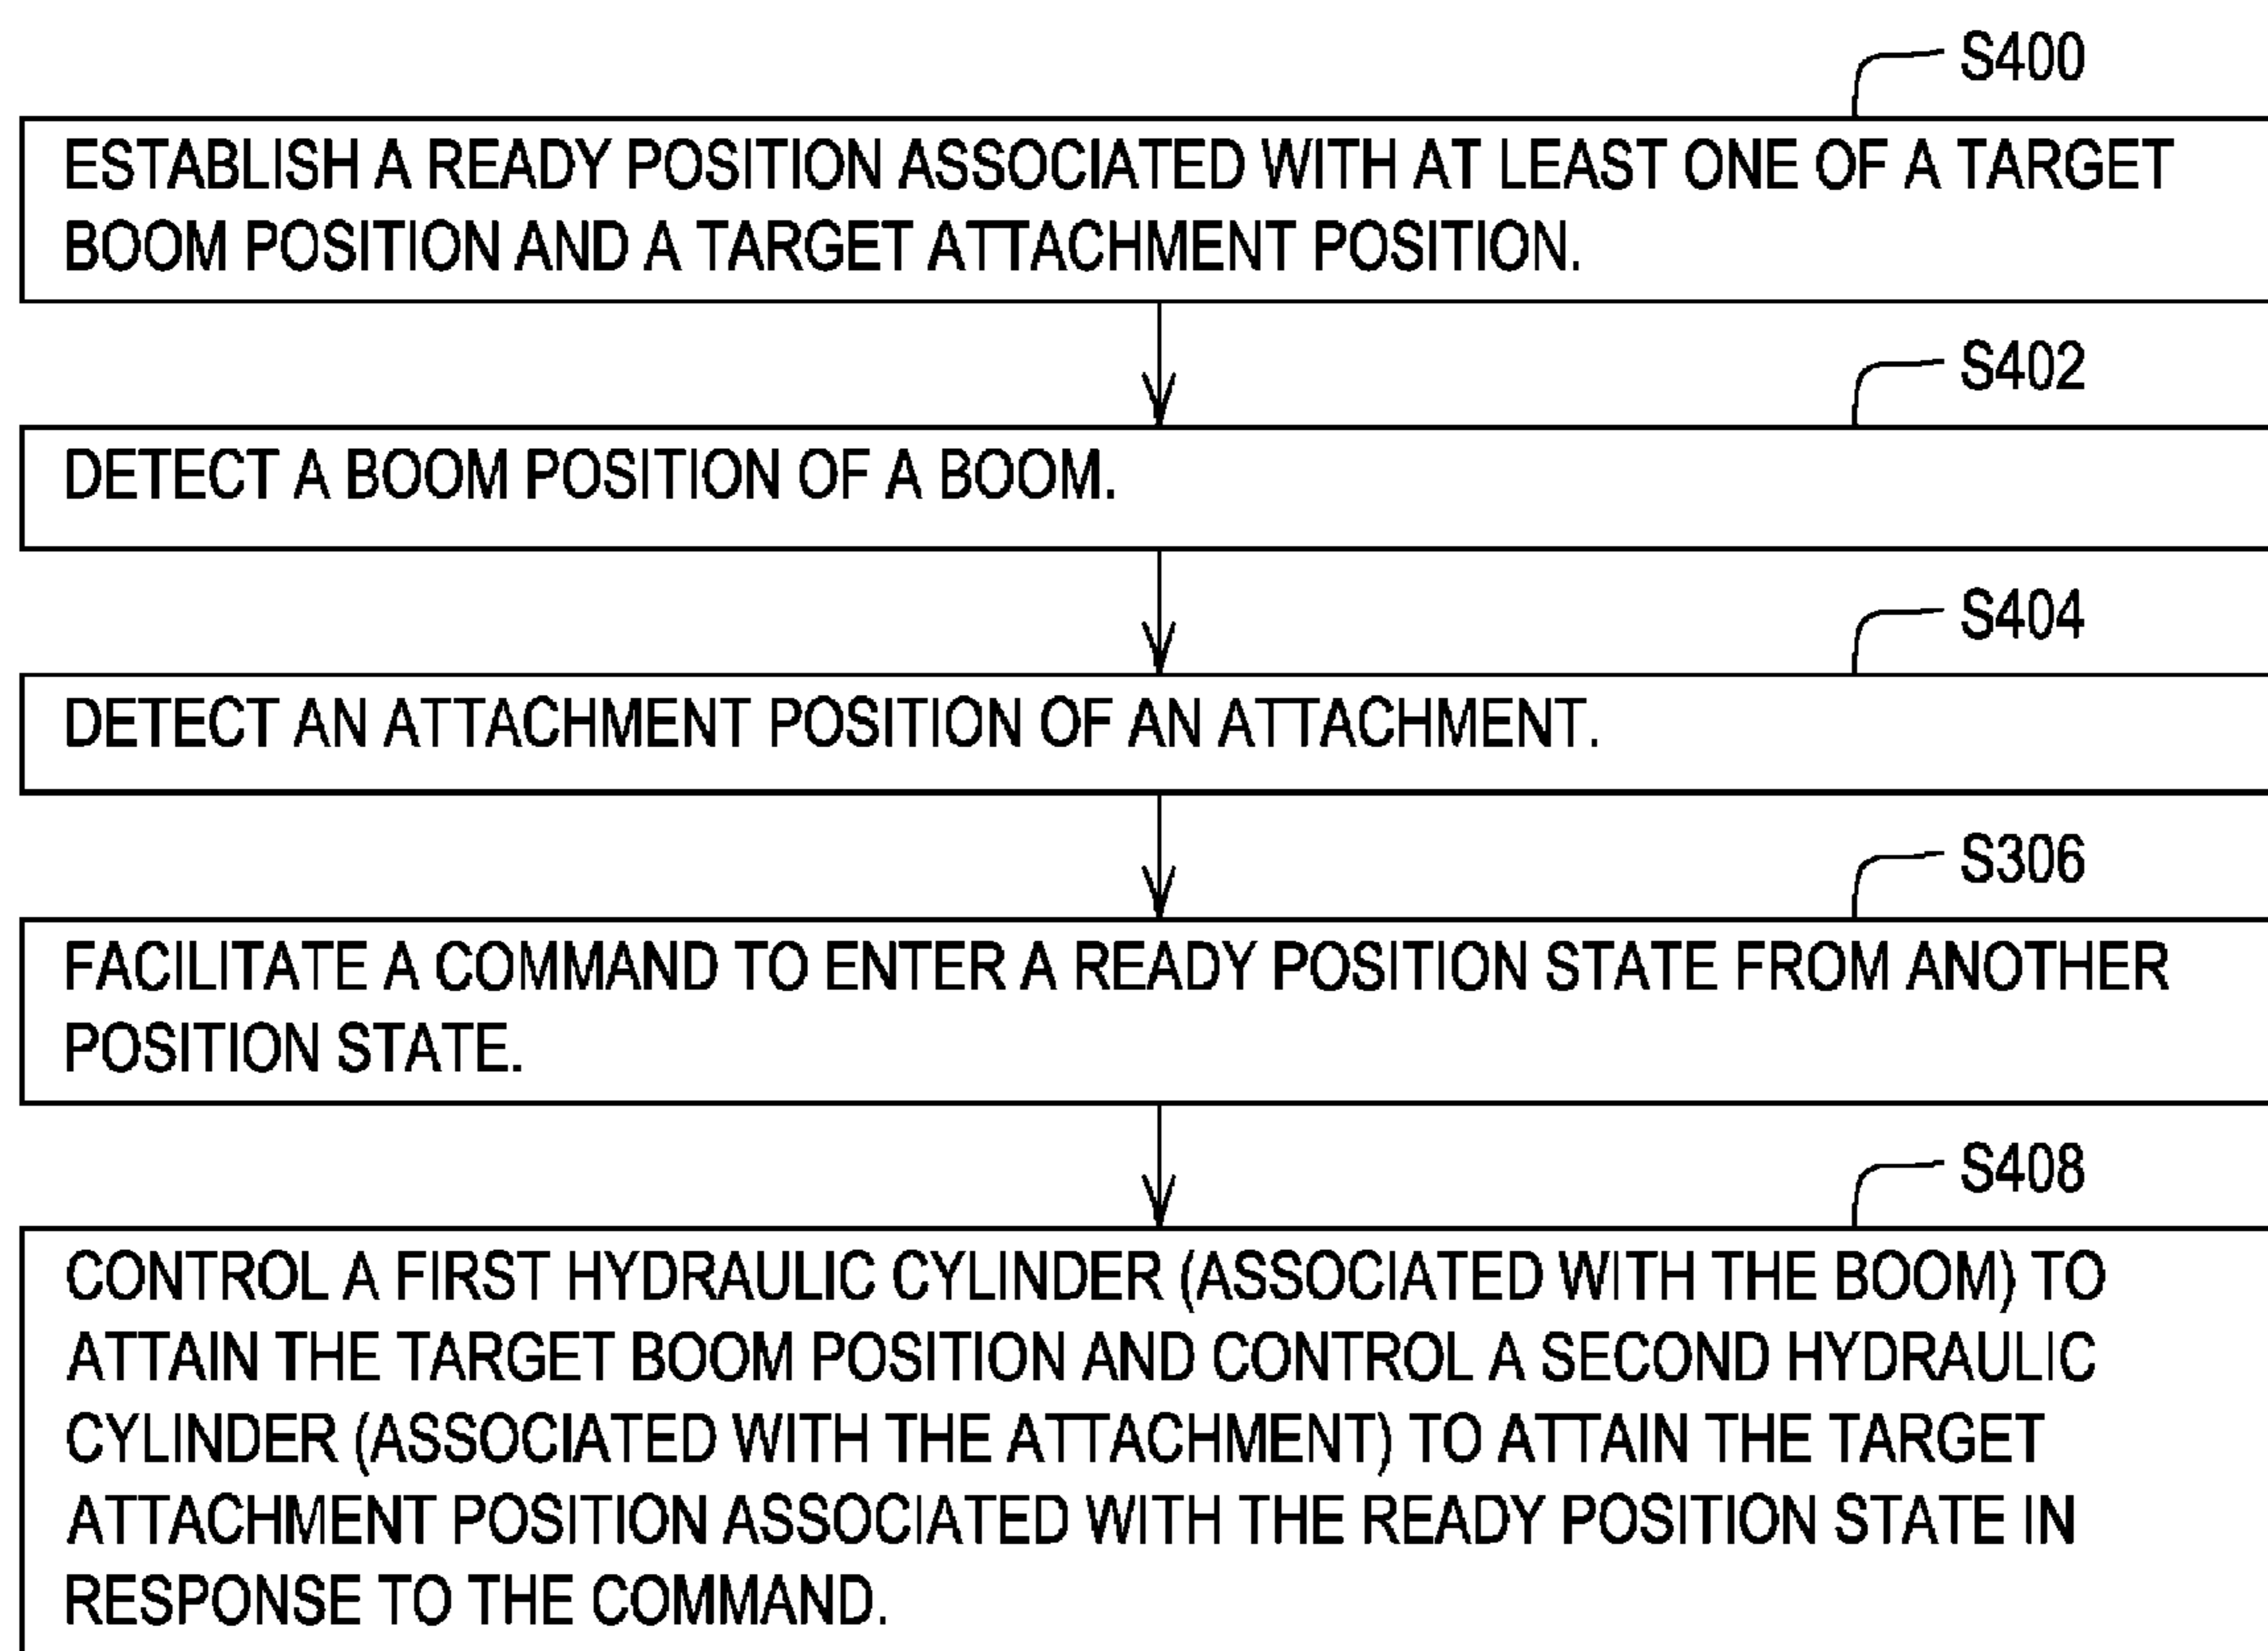 S400
ESTABLISH A READY POSITION ASSOCIATED WITH AT LEAST ONE OF A TARGET
BOOM POSITION AND A TARGET ATTACHMENT POSITION.
S402
DETECT A BOOM POSITION OF A BOOM.
S404
DETECT AN ATTACHMENT POSITION OF AN ATTACHMENT.
S306
FACILITATE A COMMAND TO ENTER A READY POSITION STATE FROM ANOTHER
POSITION STATE.
S408
CONTROL A FIRST HYDRAULIC CYLINDER (ASSOCIATED WITH THE BOOM) TO
ATTAIN THE TARGET BOOM POSITION AND CONTROL A SECOND HYDRAULIC
CYLINDER (ASSOCIATED WITH THE ATTACHMENT) TO ATTAIN THE TARGET
ATTACHMENT POSITION ASSOCIATED WITH THE READY POSITION STATE IN
RESPONSE TO THE COMMAND.